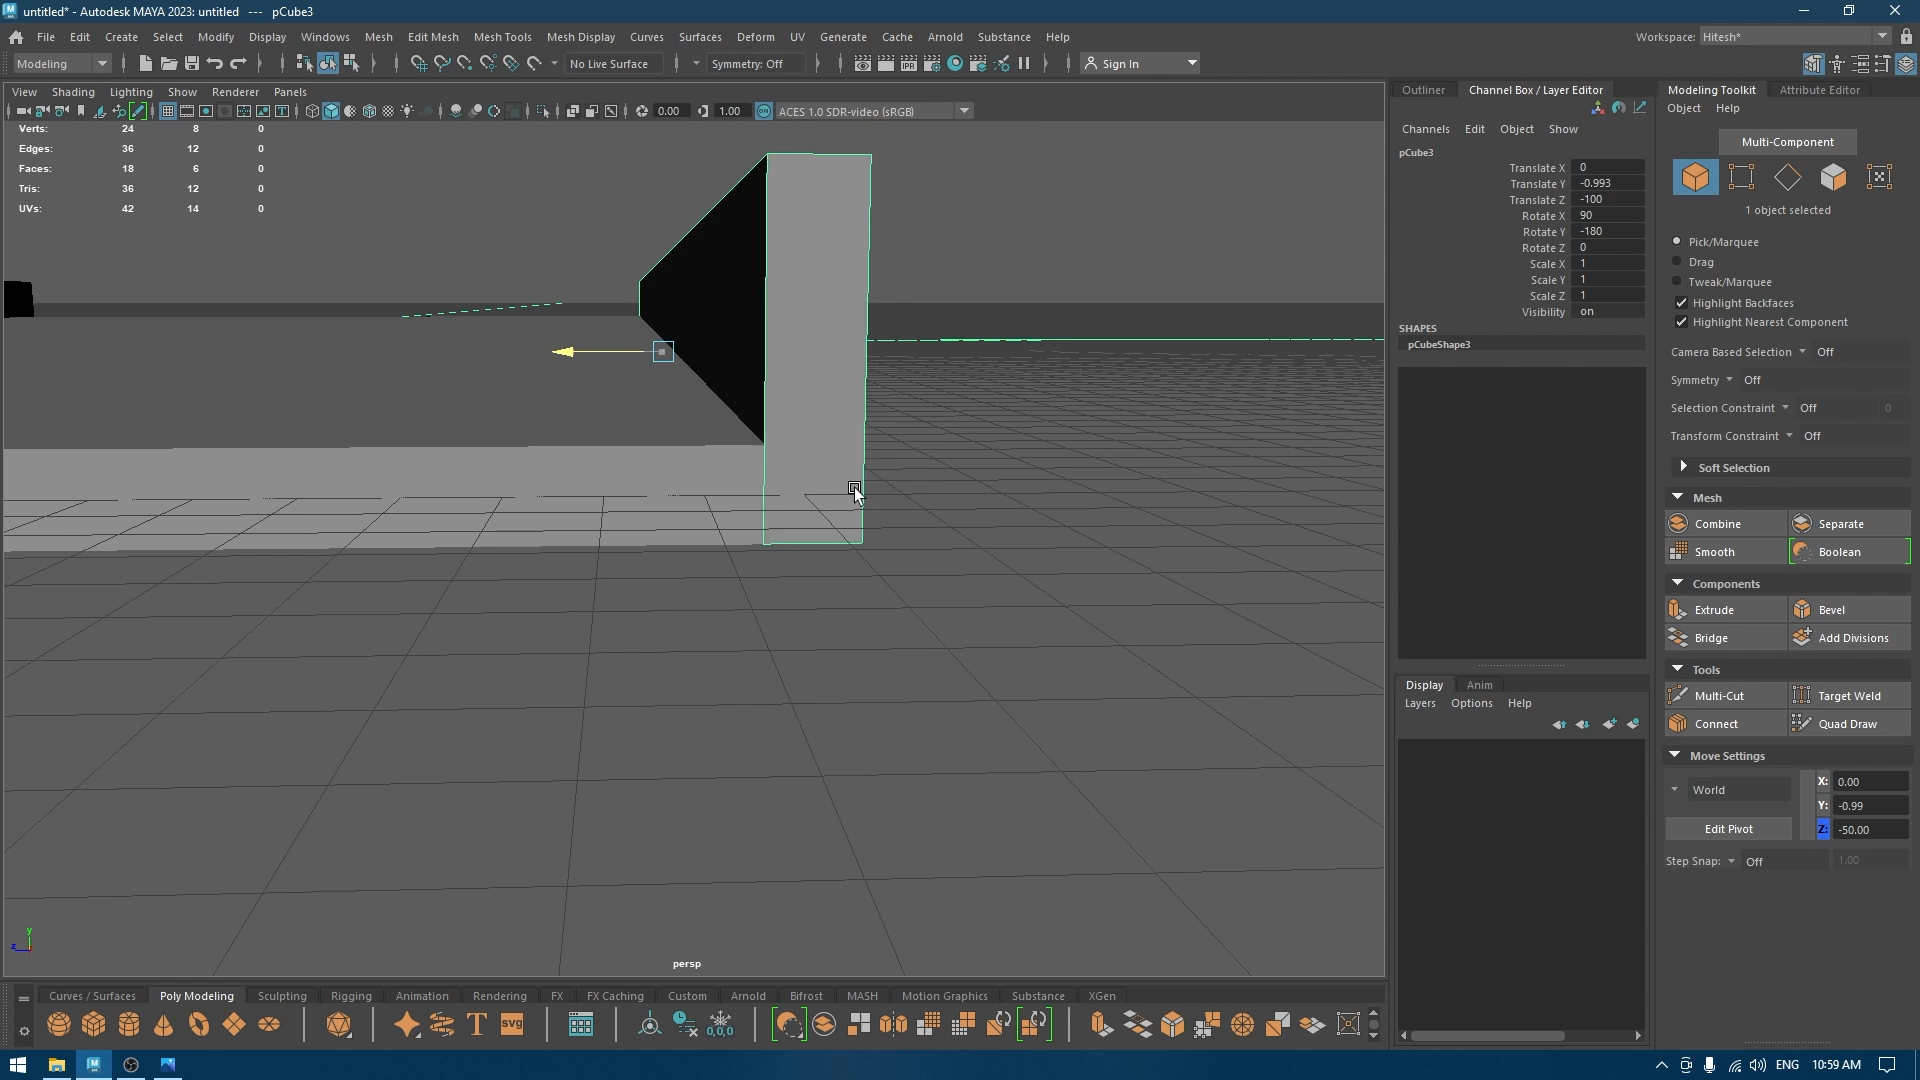 untitled* - Autodesk MAYA 2023: untitled --- pCube3
File Edit Create Select Modify Display Windows Mesh Edit Mesh Mesh Tools Mesh Display Curves Surfaces Deform UV Generate Cache Arnold Substance Help
Workspace: Hitesh*
Modeling
No Live Surface
Symmetry: Off
Sign In
View Shading Lighting Show Renderer Panels
0.00
1.00
ACES 1.0 SDR-video (sRGB)
Verts: 24 8 0
Edges: 36 12 0
Faces: 18 6 0
Tris: 36 12 0
UVs: 42 14 0
persp
y
z
Outliner Channel Box / Layer Editor
Channels Edit Object Show
pCube3
Translate X 0
Translate Y -0.993
Translate Z -100
Rotate X 90
Rotate Y -180
Rotate Z 0
Scale X 1
Scale Y 1
Scale Z 1
Visibility on
SHAPES
pCubeShape3
Display Anim
Layers Options Help
Modeling Toolkit Attribute Editor
Object Help
Multi-Component
1 object selected
Pick/Marquee
Drag
Tweak/Marquee
Highlight Backfaces
Highlight Nearest Component
Camera Based Selection Off
Symmetry Off
Selection Constraint Off 0
Transform Constraint Off
Soft Selection
Mesh
Combine Separate
Smooth Boolean
Components
Extrude Bevel
Bridge Add Divisions
Tools
Multi-Cut Target Weld
Connect Quad Draw
Move Settings
World
X: 0.00
Y: -0.99
Edit Pivot
Z: -50.00
Step Snap: Off 1.00
Curves / Surfaces Poly Modeling Sculpting Rigging Animation Rendering FX FX Caching Custom Arnold Bifrost MASH Motion Graphics Substance XGen
T SVG
0,0,0
ENG 10:59 AM